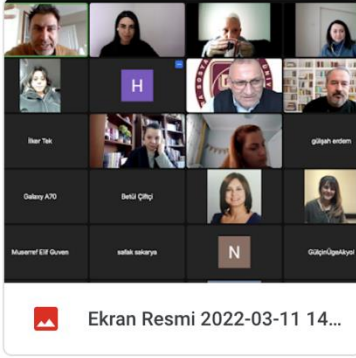 H
İlker Tek
gülşah erdem
Galaxy A70
Betül Çiftçi
Muserref Elif Guven
safak sakarya
N
GülçinÜgeAkyol
Ekran Resmi 2022-03-11 14...